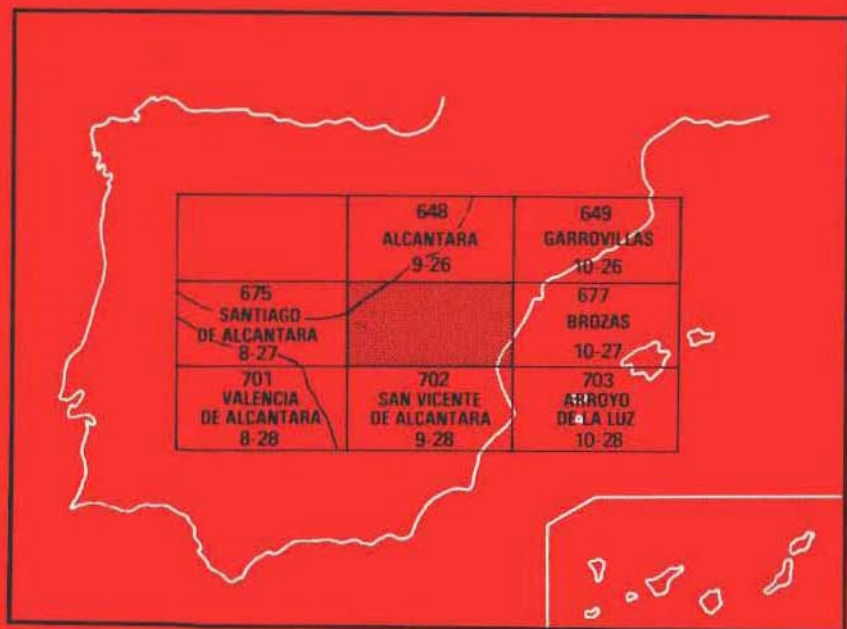 648
ALCANTARA
9-26
649
GARROVILLAS
10-26
675
SANTIAGO
DE ALCANTARA
8-27
677
BROZAS
10-27
701
VALENCIA
DE ALCANTARA
8-28
702
SAN VICENTE
DE ALCANTARA
9-28
703
ARROYO
DE LA LUZ
10-28